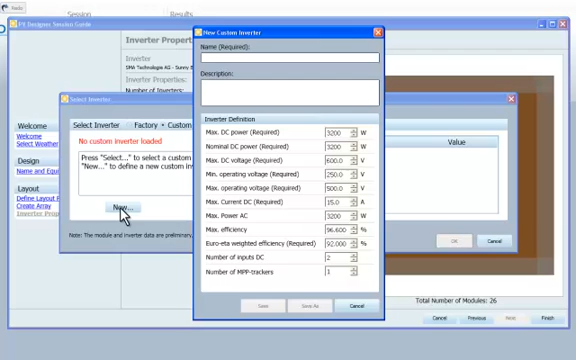 Hello
Session
Results
PV Designer Session Guide
Inverter Prope
Inverter
SMA Technologie AG - Sunny B
Inverter Properties:
Number of Inverters:
Select Inverter
Select Inverter Factory • Custom
No custom inverter loaded
Press "Select..." to select a custom
"New..." to define a new custom inv
New...
Note: The module and inverter data are preliminary.
Welcome
Welcome
Select Weather
Design
Name and
Layout
Define Layout
Create Array
Inverter Prop
New Custom Inverter
Name (Required):
Description:
Inverter Definition
Max. DC power (Required) 3200 W
Nominal DC power (Required) 3200 W
Max. DC voltage (Required) 600.0 V
Min. operating voltage (Required) 250.0 V
Max. operating voltage (Required) 500.0 V
Max. Current DC (Required) 15.0 A
Max. Power AC 3200 W
Max. efficiency 96.600 %
Euro-eta weighted efficiency (Required) 92.000 %
Number of inputs DC 2
Number of MPP-trackers 1
Save Save As Cancel
Value
OK Cancel
Total Number of Modules: 26
Cancel Previous Next Finish